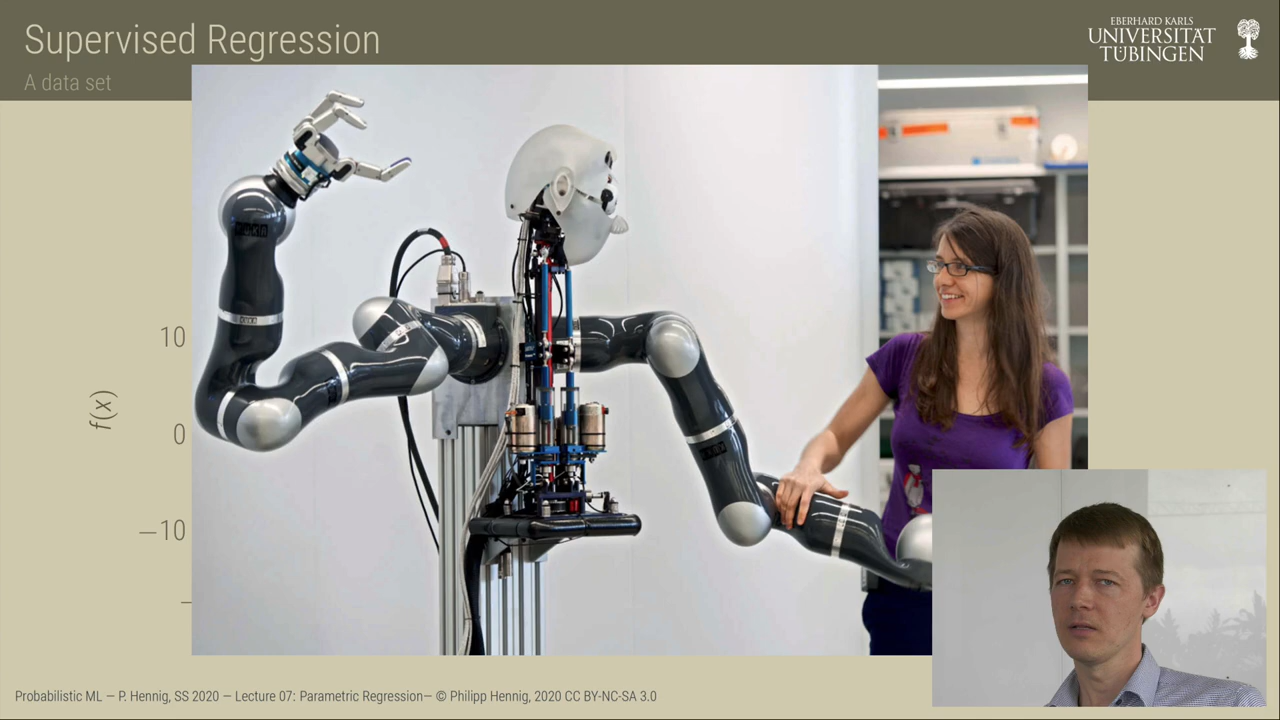 Supervised Regression
A data set
EBERHARD KARLS
UNIVERSITÄT
TÜBINGEN
10
0
−10
f(x)
Probabilistic ML — P. Hennig, SS 2020 — Lecture 07: Parametric Regression— © Philipp Hennig, 2020 CC BY-NC-SA 3.0